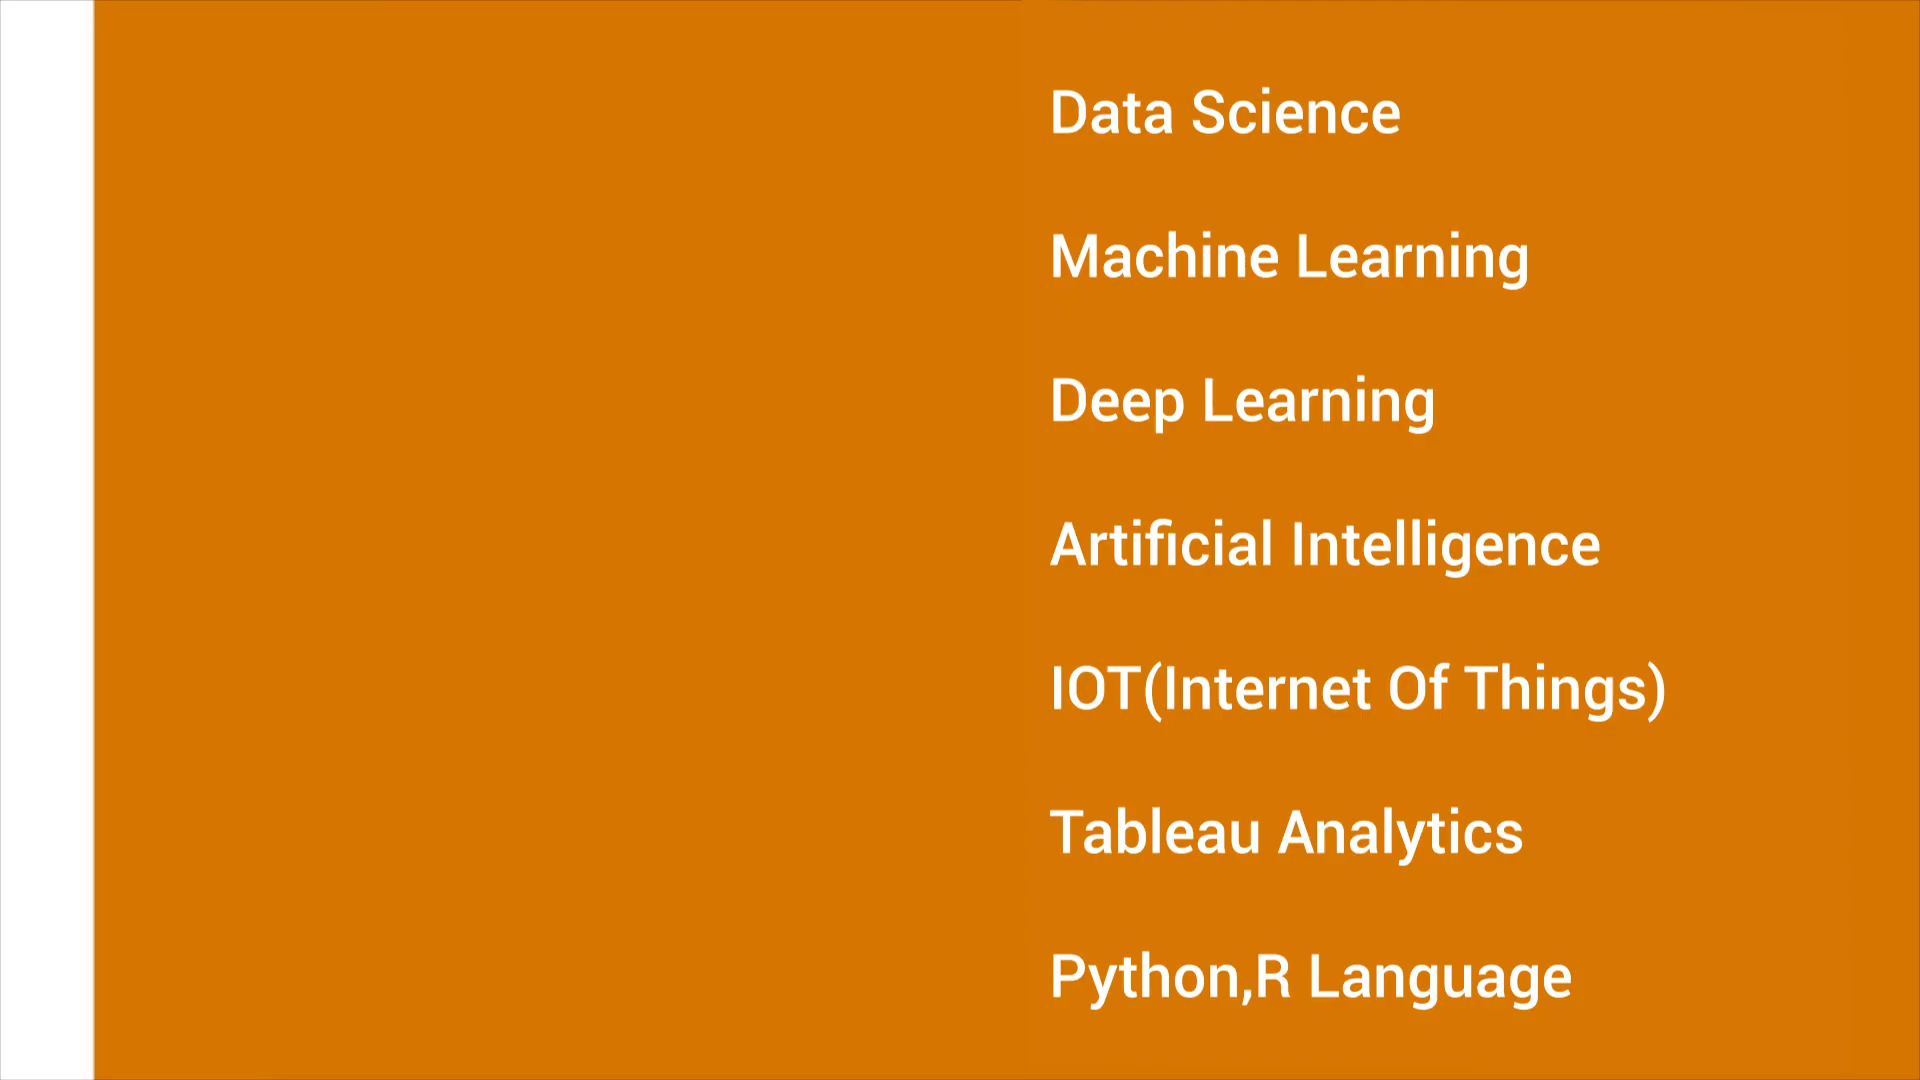 Data Science
Machine Learning
Deep Learning
Artificial Intelligence
IOT(Internet Of Things)
Tableau Analytics
Python,R Language